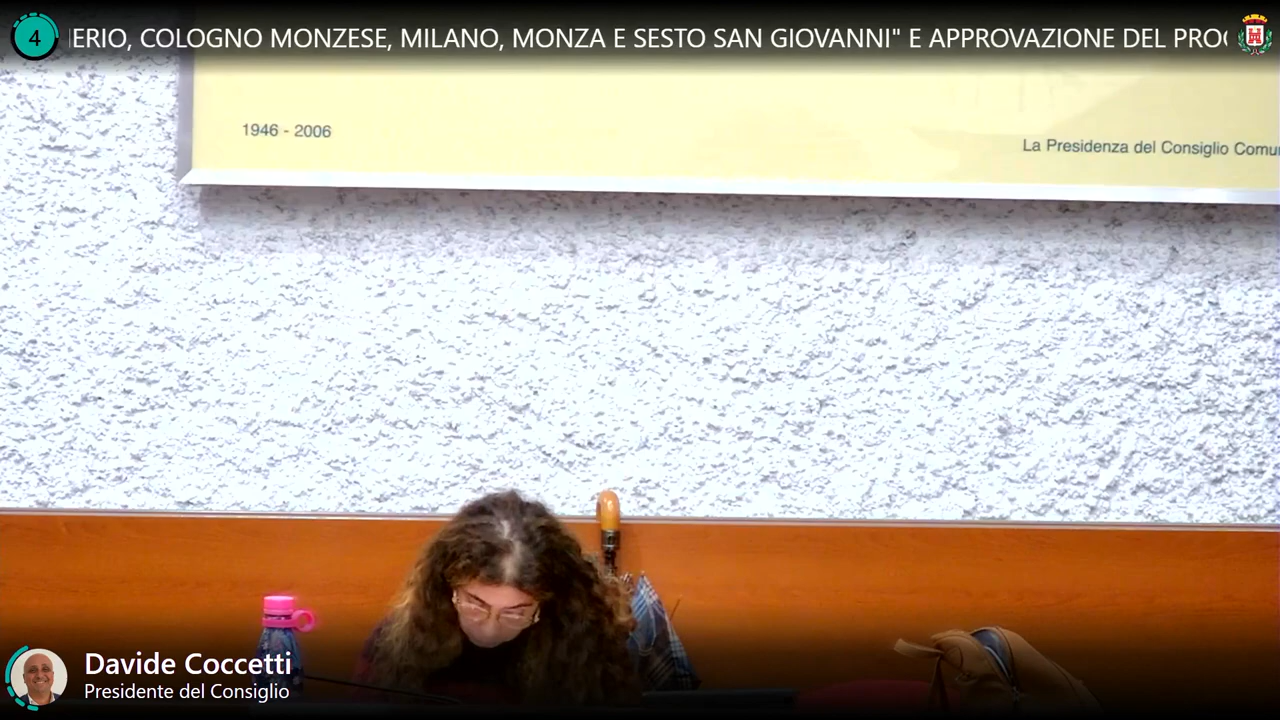 4
ERIO, COLOGNO MONZESE, MILANO, MONZA E SESTO SAN GIOVANNI" E APPROVAZIONE DEL PROG
1946 - 2006
La Presidenza del Consiglio Comu
Davide Coccetti
Presidente del Consiglio